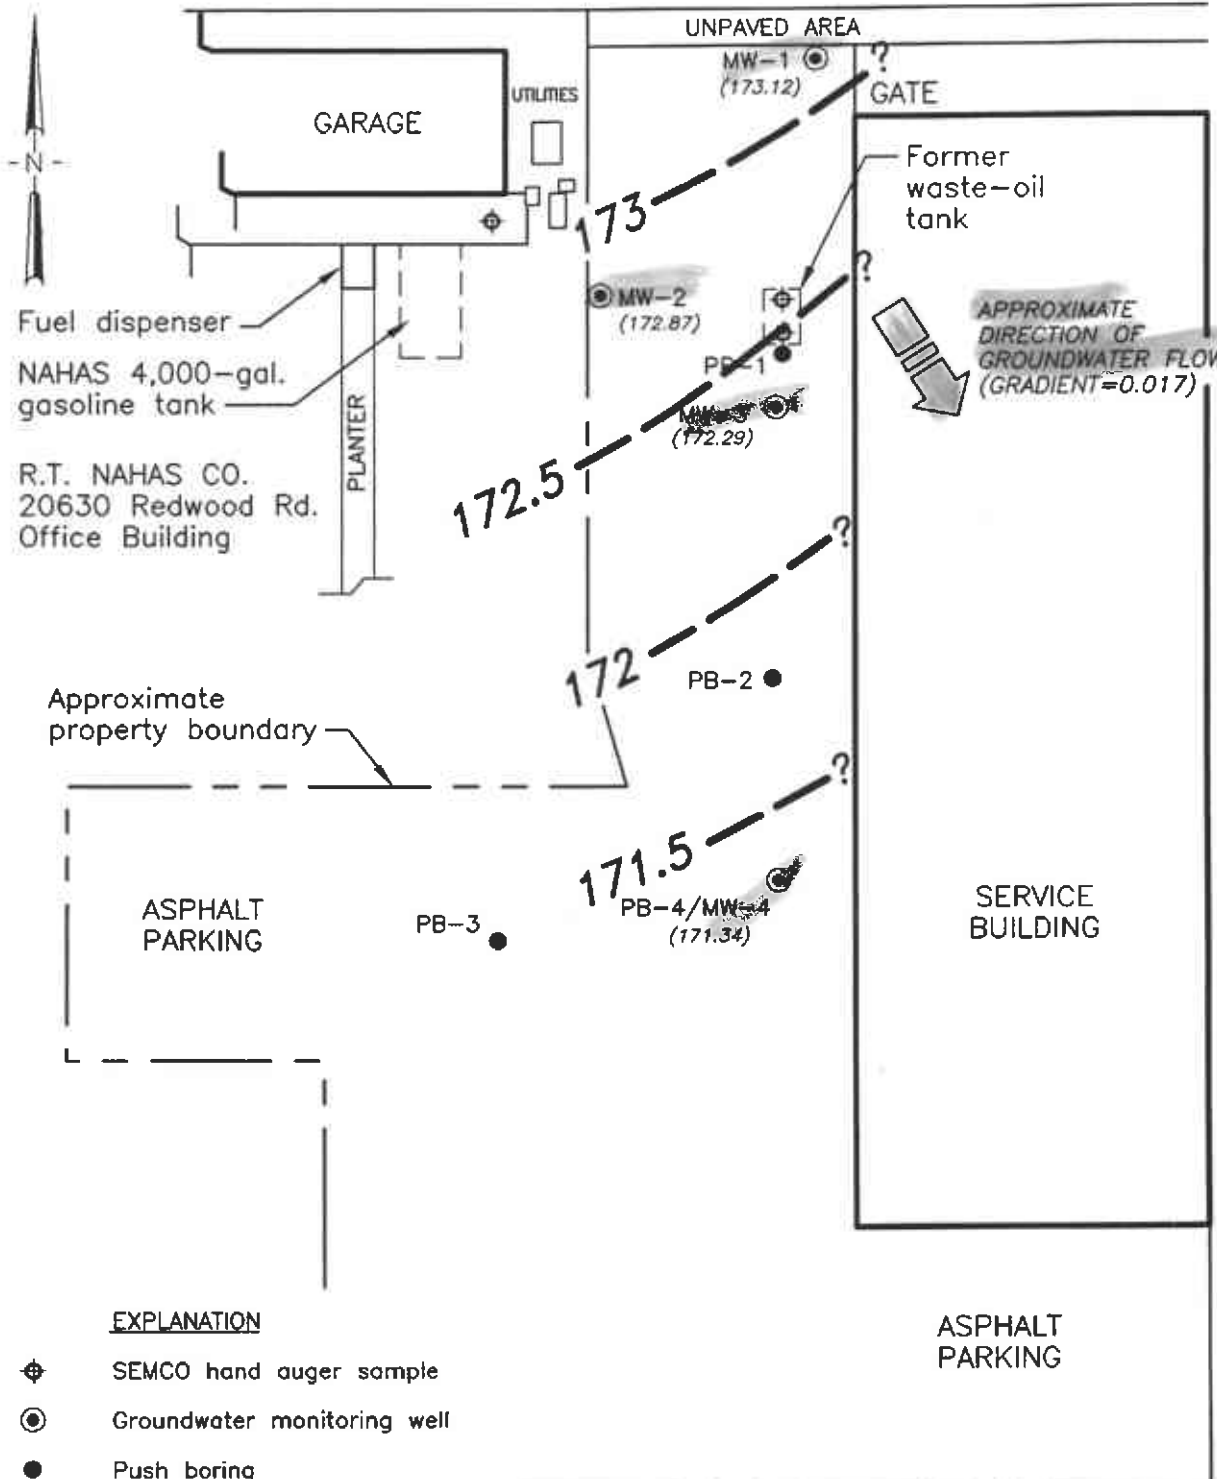 UNPAVED AREA
MW-1
(173.12)
?
GATE
UTILITIES
GARAGE
-N-
Former
waste-oil
tank
173
?
MW-2
(172.87)
Fuel dispenser
NAHAS 4,000-gal.
gasoline tank
PB-1
APPROXIMATE
DIRECTION OF
GROUNDWATER FLOW
(GRADIENT=0.017)
MW-3
(172.29)
PLANTER
R.T. NAHAS CO.
20630 Redwood Rd.
Office Building
172.5
?
172
PB-2
Approximate
property boundary
?
171.5
ASPHALT
PARKING
PB-3
PB-4/MW-4
(171.34)
SERVICE
BUILDING
EXPLANATION
SEMCO hand auger sample
Groundwater monitoring well
Push boring
ASPHALT
PARKING